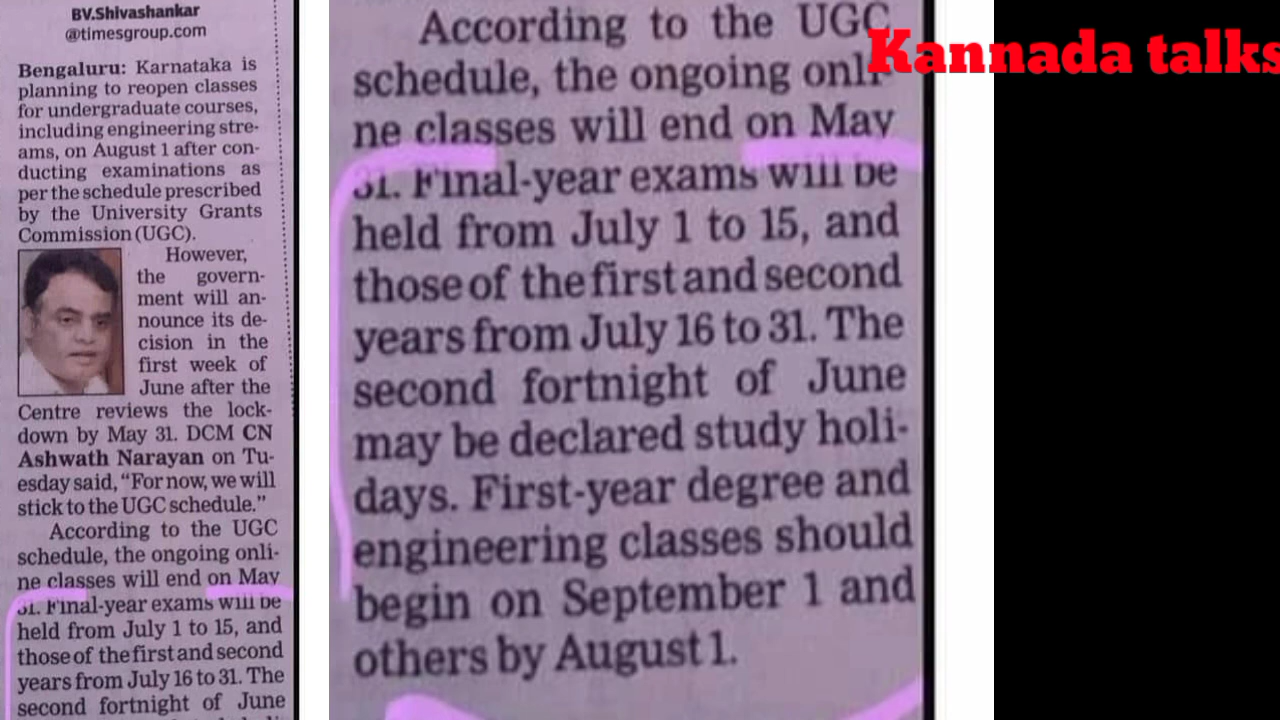 BV.Shivashankar
@timesgroup.com
Bengaluru: Karnataka is
planning to reopen classes
for undergraduate courses,
including engineering stre-
ams, on August 1 after con-
ducting examinations as
per the schedule prescribed
by the University Grants
Commission (UGC).
However,
the govern-
ment will an-
nounce its de-
cision in the
first week of
June after the
Centre reviews the lock-
down by May 31. DCM CN
Ashwath Narayan on Tu-
esday said, “For now, we will
stick to the UGC schedule.”
According to the UGC
schedule, the ongoing onli-
ne classes will end on May
31. Final-year exams will be
held from July 1 to 15, and
those of the first and second
years from July 16 to 31. The
second fortnight of June
According to the UGC
schedule, the ongoing onli-
ne classes will end on May
31. Final-year exams will be
held from July 1 to 15, and
those of the first and second
years from July 16 to 31. The
second fortnight of June
may be declared study holi-
days. First-year degree and
engineering classes should
begin on September 1 and
others by August 1.
Kannada talks